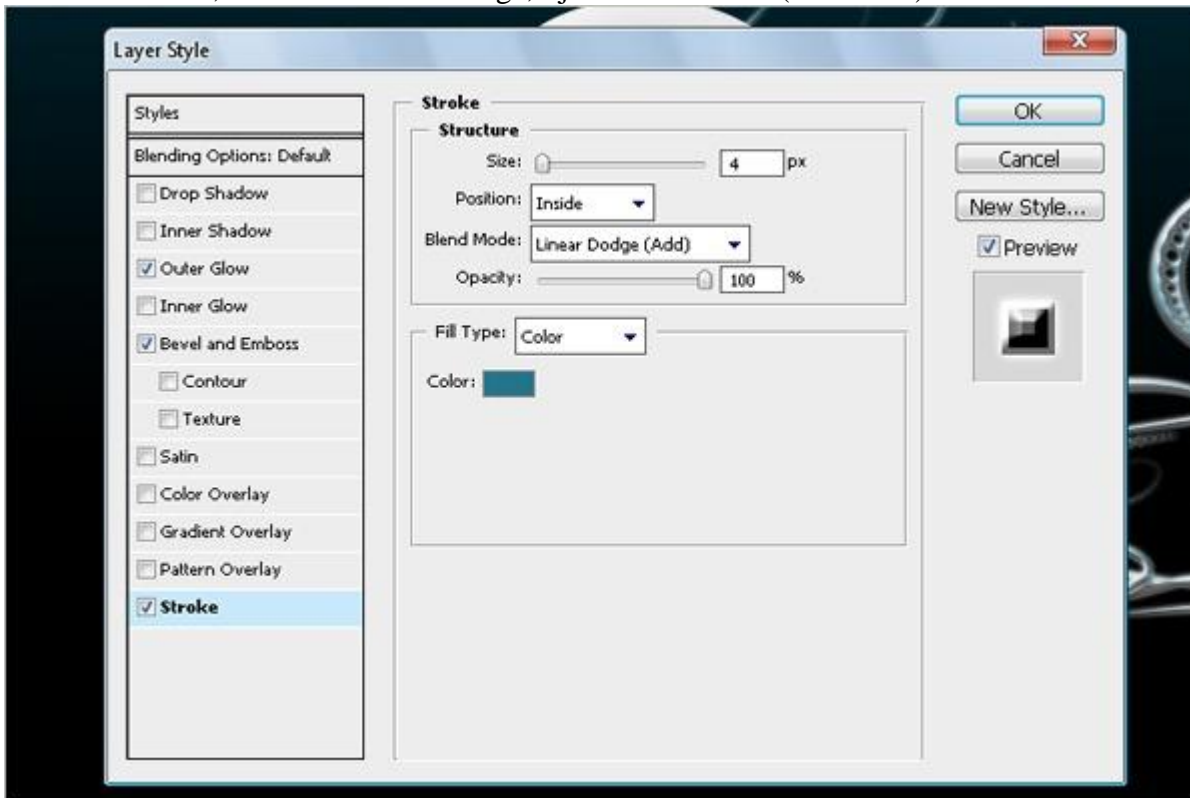 Layer Style
Styles
Blending Options: Default
Drop Shadow
Inner Shadow
Outer Glow
Inner Glow
Bevel and Emboss
Contour
Texture
Satin
Color Overlay
Gradient Overlay
Pattern Overlay
Stroke
Stroke
Structure
Size: 4 px
Position: Inside
Blend Mode: Linear Dodge (Add)
Opacity: 100 %
Fill Type: Color
Color:
OK
Cancel
New Style...
Preview